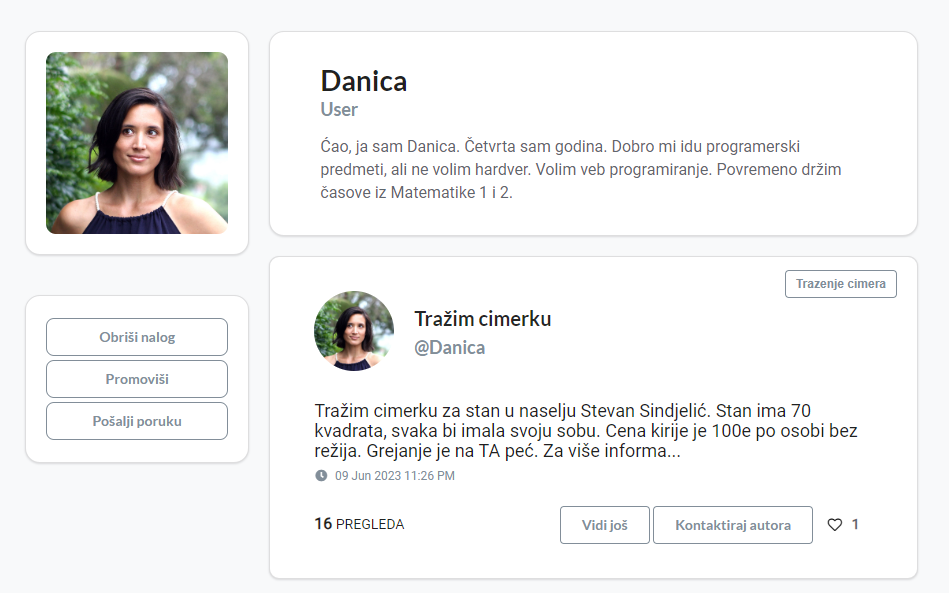 Danica
User
Ćao, ja sam Danica. Četvrta sam godina. Dobro mi idu programerski
predmeti, ali ne volim hardver. Volim veb programiranje. Povremeno držim
časove iz Matematike 1 i 2.
Obriši nalog
Promoviši
Pošalji poruku
Trazenje cimera
Tražim cimerku
@Danica
Tražim cimerku za stan u naselju Stevan Sindjelić. Stan ima 70
kvadrata, svaka bi imala svoju sobu. Cena kirije je 100e po osobi bez
režija. Grejanje je na TA peć. Za više informa...
09 Jun 2023 11:26 PM
16 PREGLEDA
Vidi još
Kontaktiraj autora
1